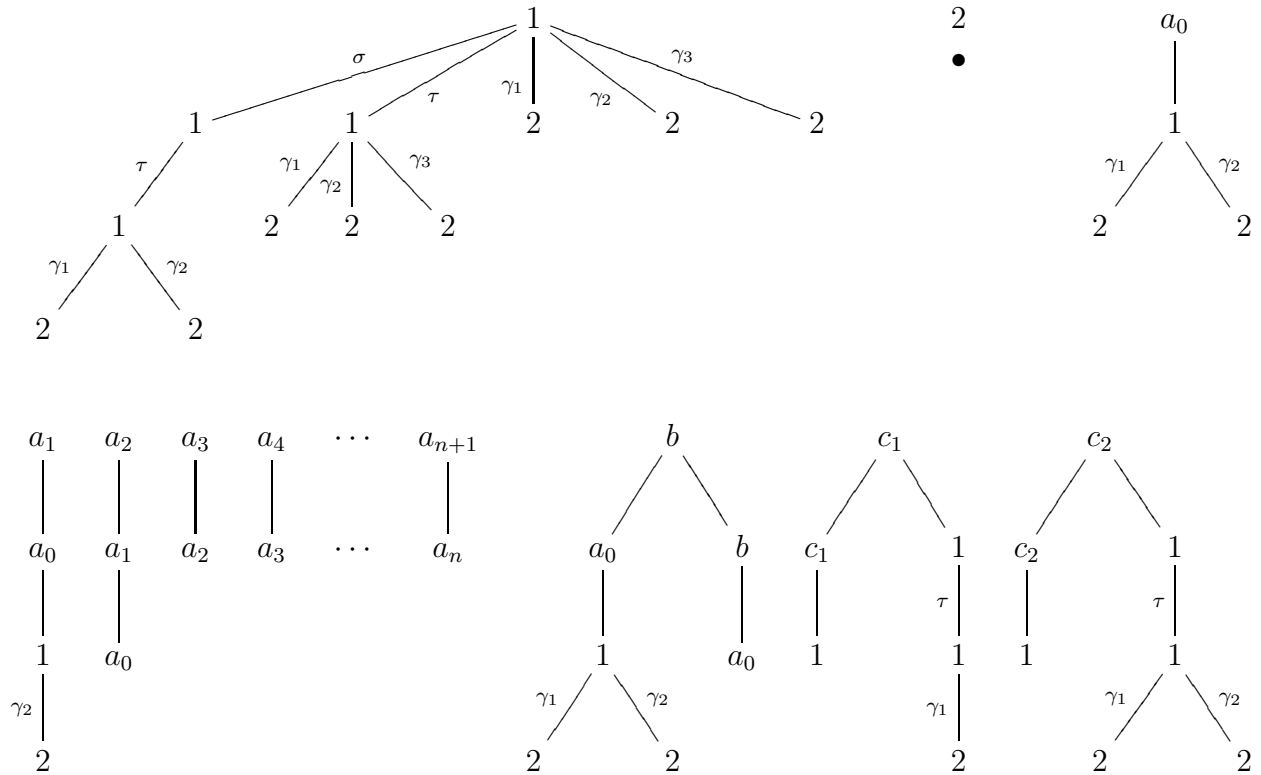 1 2 a₀
σ τ γ₁ γ₂ γ₃
1 1 2 2 2 1
τ γ₁ γ₂ γ₃ γ₁ γ₂
1 2 2 2 2 2
γ₁ γ₂
2 2
a₁ a₂ a₃ a₄ ⋯ aₙ₊₁ b c₁ c₂
a₀ a₁ a₂ a₃ ⋯ aₙ a₀ b c₁ 1 c₂ 1
τ τ
1 a₀ 1 a₀ 1 1 1 1
γ₂ γ₁ γ₂ γ₁ γ₁ γ₂
2 2 2 2 2 2